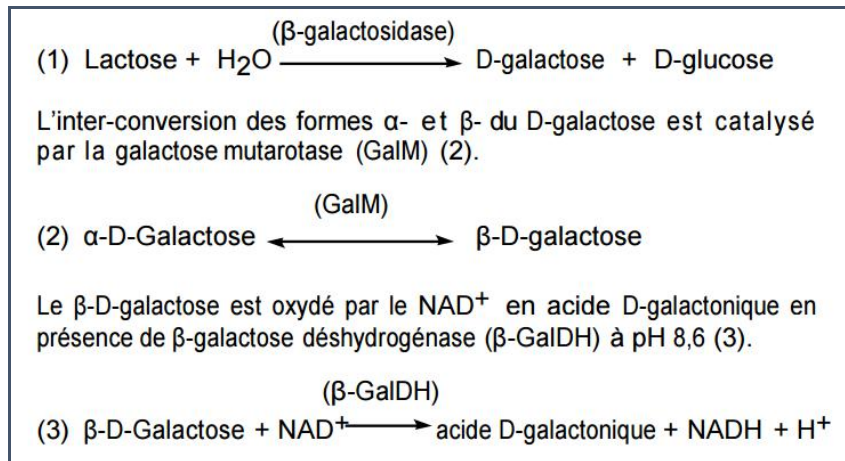 (β-galactosidase)
(1) Lactose + H₂O ⟶ D-galactose + D-glucose
L'inter-conversion des formes α- et β- du D-galactose est catalysé
par la galactose mutarotase (GalM) (2).
(GalM)
(2) α-D-Galactose ⟷ β-D-galactose
Le β-D-galactose est oxydé par le NAD⁺ en acide D-galactonique en
présence de β-galactose déshydrogénase (β-GalDH) à pH 8,6 (3).
(β-GalDH)
(3) β-D-Galactose + NAD⁺ ⟶ acide D-galactonique + NADH + H⁺